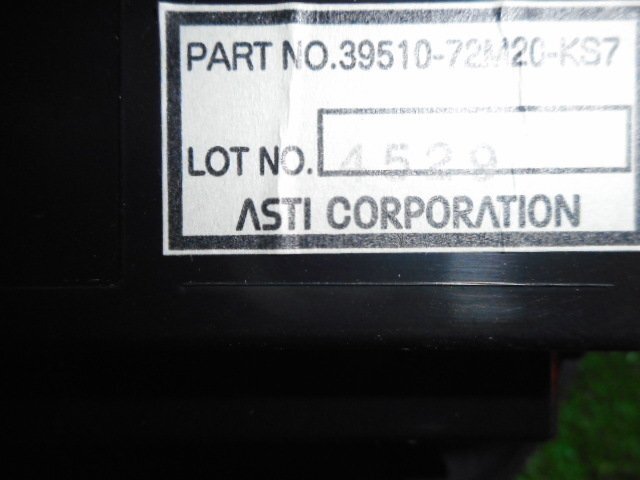 PART NO.39510-72M20-KS7
LOT NO. 4529
ASTI CORPORATION